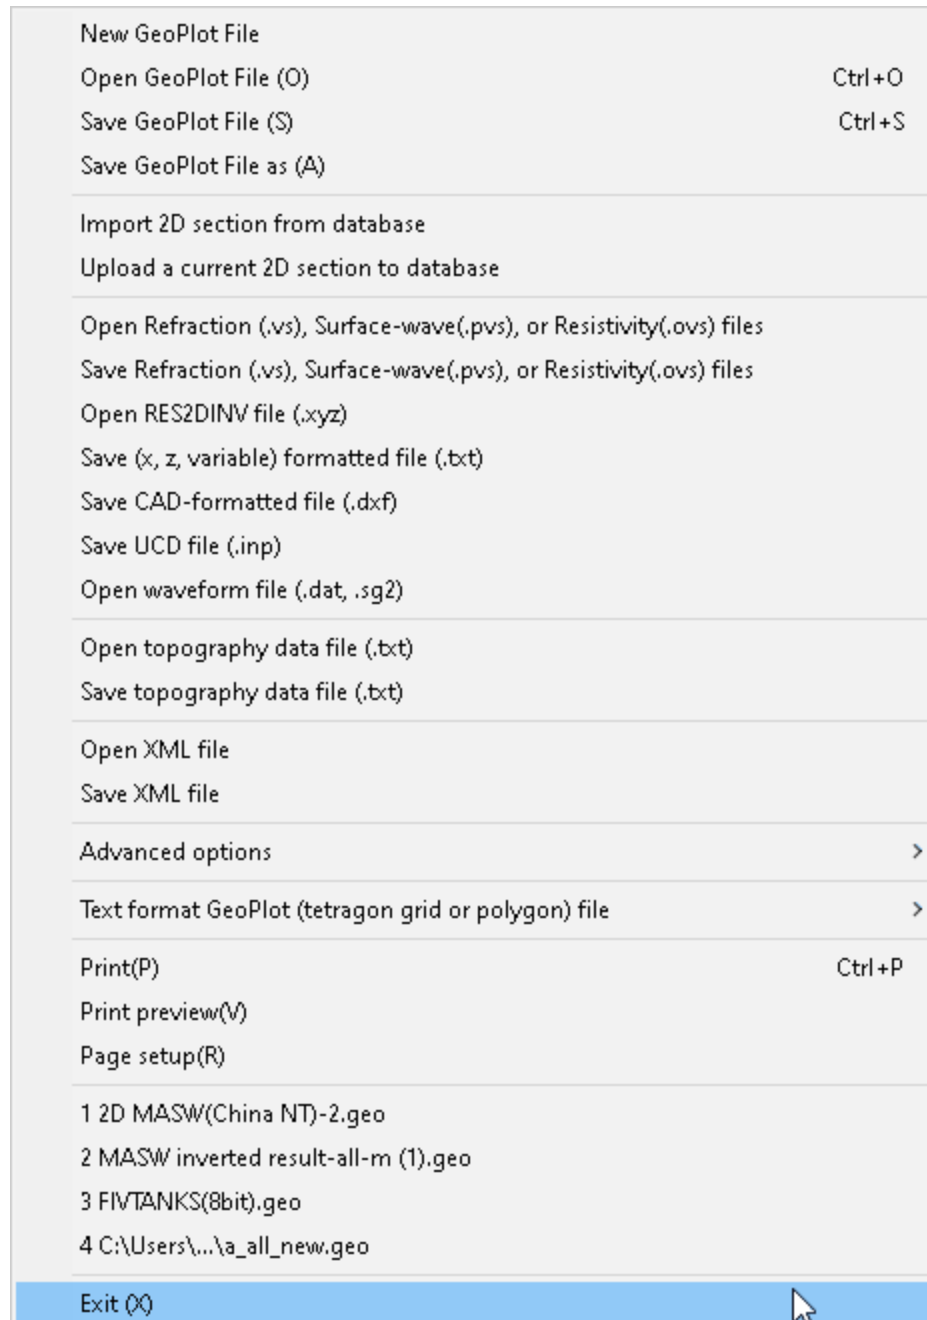 New GeoPlot File
Open GeoPlot File (O) Ctrl+O
Save GeoPlot File (S) Ctrl+S
Save GeoPlot File as (A)
Import 2D section from database
Upload a current 2D section to database
Open Refraction (.vs), Surface-wave(.pvs), or Resistivity(.ovs) files
Save Refraction (.vs), Surface-wave(.pvs), or Resistivity(.ovs) files
Open RES2DINV file (.xyz)
Save (x, z, variable) formatted file (.txt)
Save CAD-formatted file (.dxf)
Save UCD file (.inp)
Open waveform file (.dat, .sg2)
Open topography data file (.txt)
Save topography data file (.txt)
Open XML file
Save XML file
Advanced options
Text format GeoPlot (tetragon grid or polygon) file
Print(P) Ctrl+P
Print preview(V)
Page setup(R)
1 2D MASW(China NT)-2.geo
2 MASW inverted result-all-m (1).geo
3 FIVTANKS(8bit).geo
4 C:\Users\...\a_all_new.geo
Exit (X)